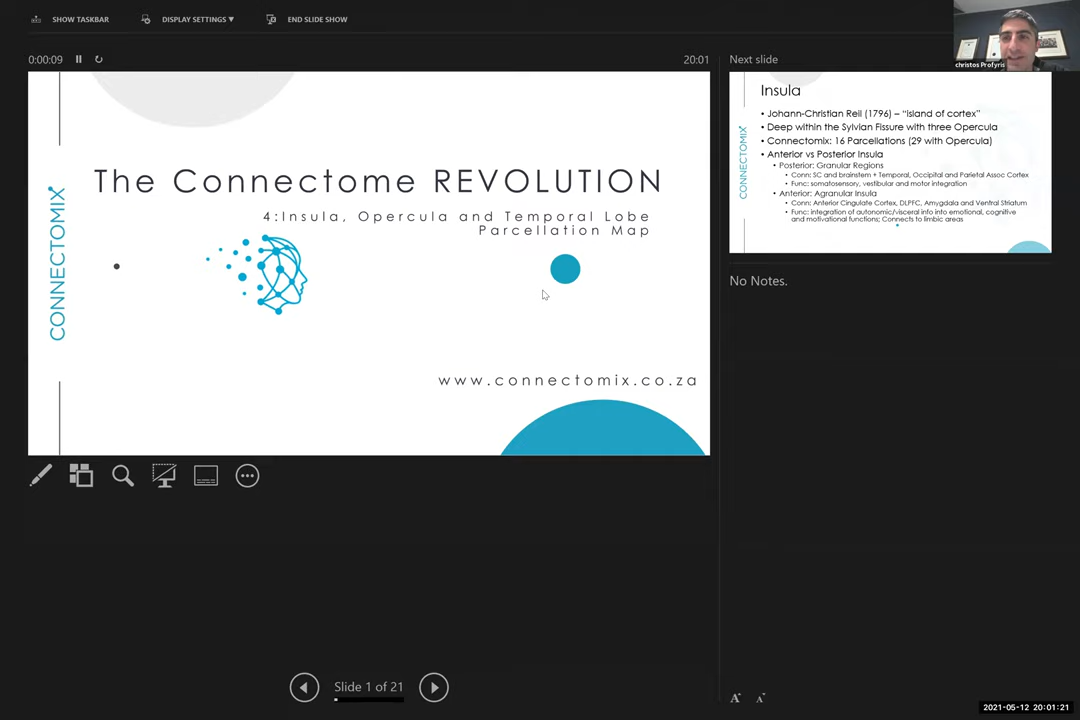 SHOW TASKBAR
DISPLAY SETTINGS ▼
END SLIDE SHOW
christos Profyris
0:00:09
20:01
Next slide
CONNECTOMIX
The Connectome REVOLUTION
4:Insula, Opercula and Temporal Lobe
Parcellation Map
www.connectomix.co.za
CONNECTOMIX
Insula
• Johann-Christian Reil (1796) – "island of cortex"
• Deep within the Sylvian Fissure with three Opercula
• Connectomix: 16 Parcellations (29 with Opercula)
• Anterior vs Posterior Insula
• Posterior: Granular Regions
• Conn: SC and brainstem + Temporal, Occipital and Parietal Assoc Cortex
• Func: somatosensory, vestibular and motor integration
• Anterior: Agranular Insula
• Conn: Anterior Cingulate Cortex, DLPFC, Amygdala and Ventral Striatum
• Func: integration of autonomic/visceral info into emotional, cognitive
and motivational functions; Connects to limbic areas
No Notes.
Slide 1 of 21
A A
2021-05-12 20:01:21